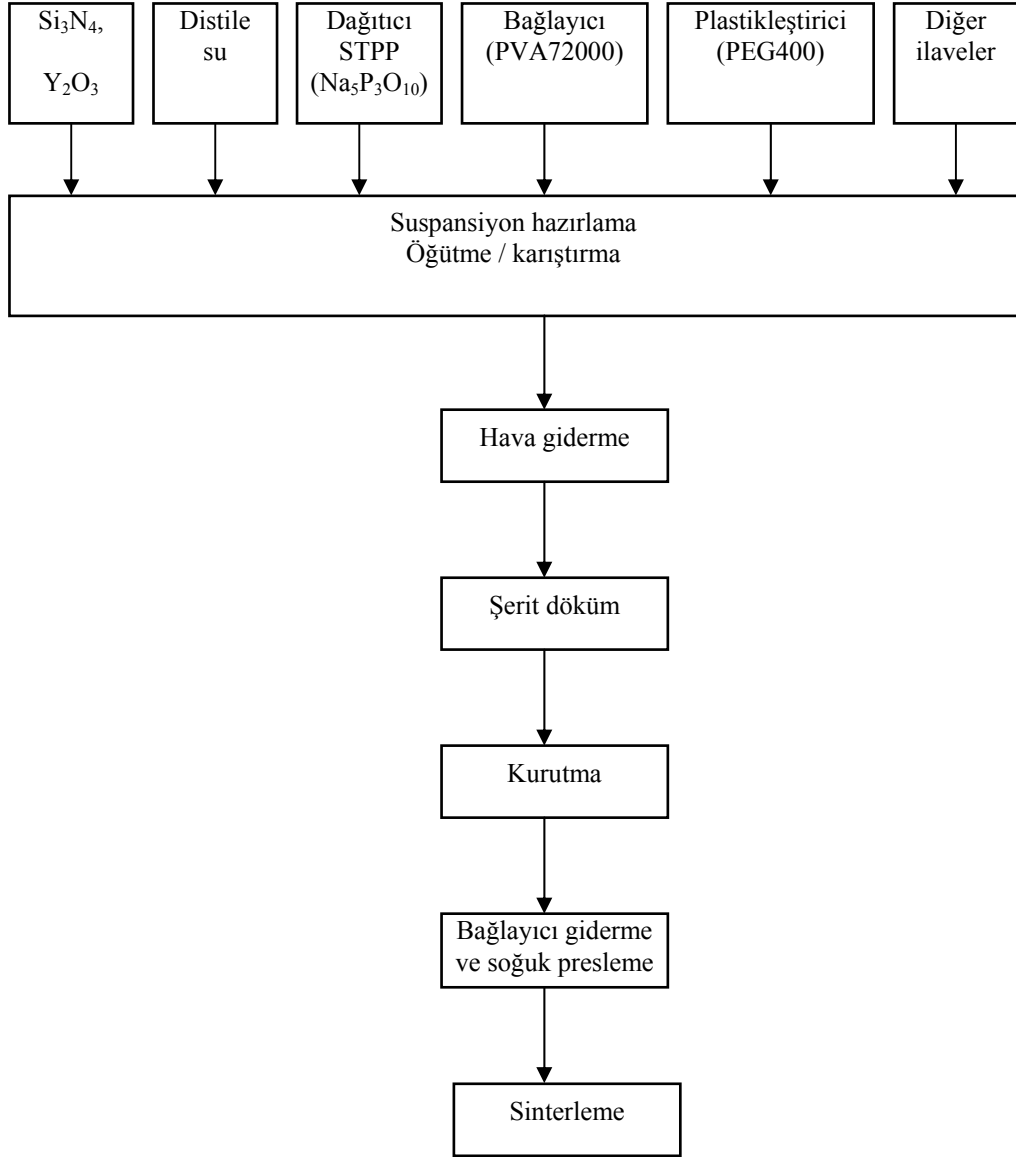 Si₃N₄,
Y₂O₃
Distile
su
Dağıtıcı
STPP
(Na₅P₃O₁₀)
Bağlayıcı
(PVA72000)
Plastikleştirici
(PEG400)
Diğer
ilaveler
Suspansiyon hazırlama
Öğütme / karıştırma
Hava giderme
Şerit döküm
Kurutma
Bağlayıcı giderme
ve soğuk presleme
Sinterleme